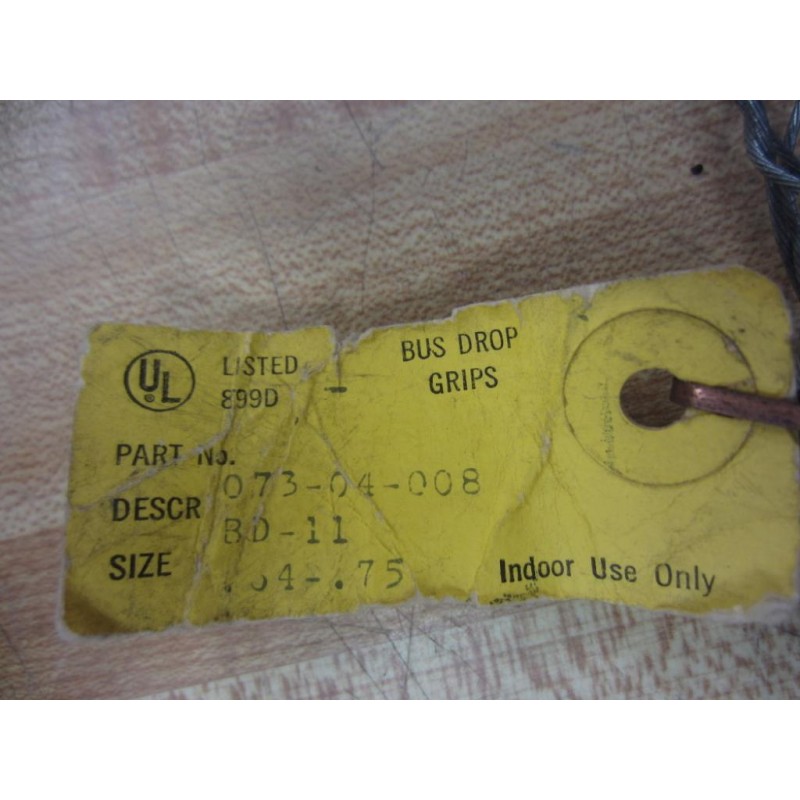 UL LISTED
899D
BUS DROP
GRIPS
PART No.
073-04-008
DESCR BD-11
SIZE
Indoor Use Only